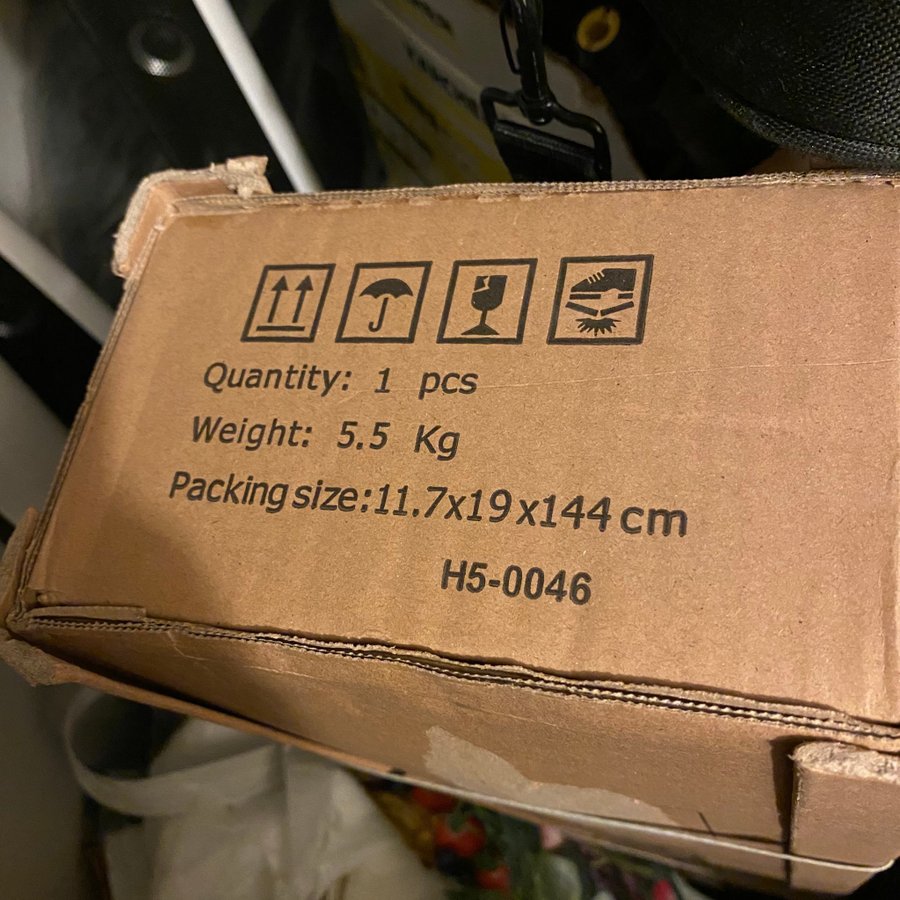 Quantity: 1 pcs
Weight: 5.5 Kg
Packing size:11.7x19x144 cm
H5-0046